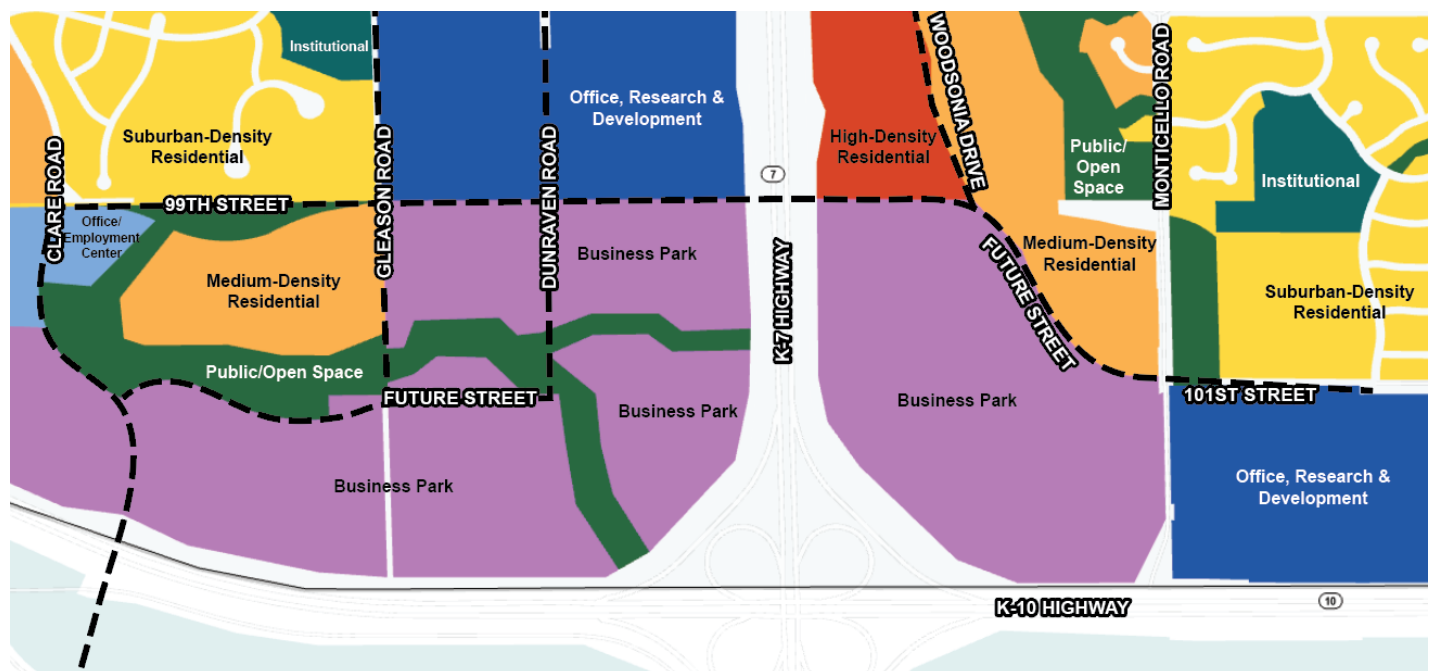 Institutional
WOODSONIA DRIVE
MONTICELLO ROAD
Office, Research &
Development
Suburban-Density
Residential
High-Density
Residential
Public/
Open
Space
CLARE ROAD
GLEASON ROAD
DUNRAVEN ROAD
7
Institutional
99TH STREET
Office/
Employment
Center
Business Park
K-7 HIGHWAY
FUTURE STREET
Medium-Density
Residential
Medium-Density
Residential
Suburban-Density
Residential
Public/Open Space
FUTURE STREET
Business Park
Business Park
101ST STREET
Business Park
Office, Research &
Development
K-10 HIGHWAY
10